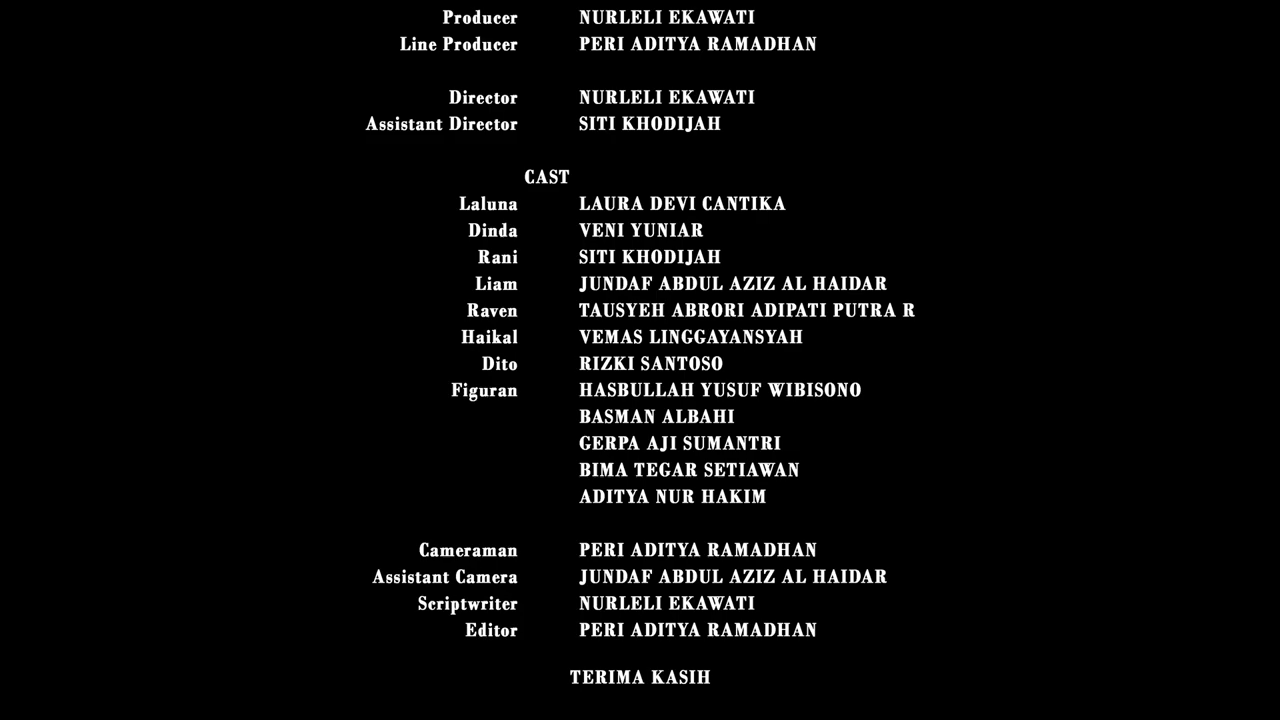 Producer NURLELI EKAWATI
Line Producer PERI ADITYA RAMADHAN
Director NURLELI EKAWATI
Assistant Director SITI KHODIJAH
CAST
Laluna LAURA DEVI CANTIKA
Dinda VENI YUNIAR
Rani SITI KHODIJAH
Liam JUNDAF ABDUL AZIZ AL HAIDAR
Raven TAUSYEH ABRORI ADIPATI PUTRA R
Haikal VEMAS LINGGAYANSYAH
Dito RIZKI SANTOSO
Figuran HASBULLAH YUSUF WIBISONO
BASMAN ALBAHI
GERPA AJI SUMANTRI
BIMA TEGAR SETIAWAN
ADITYA NUR HAKIM
Cameraman PERI ADITYA RAMADHAN
Assistant Camera JUNDAF ABDUL AZIZ AL HAIDAR
Scriptwriter NURLELI EKAWATI
Editor PERI ADITYA RAMADHAN
TERIMA KASIH